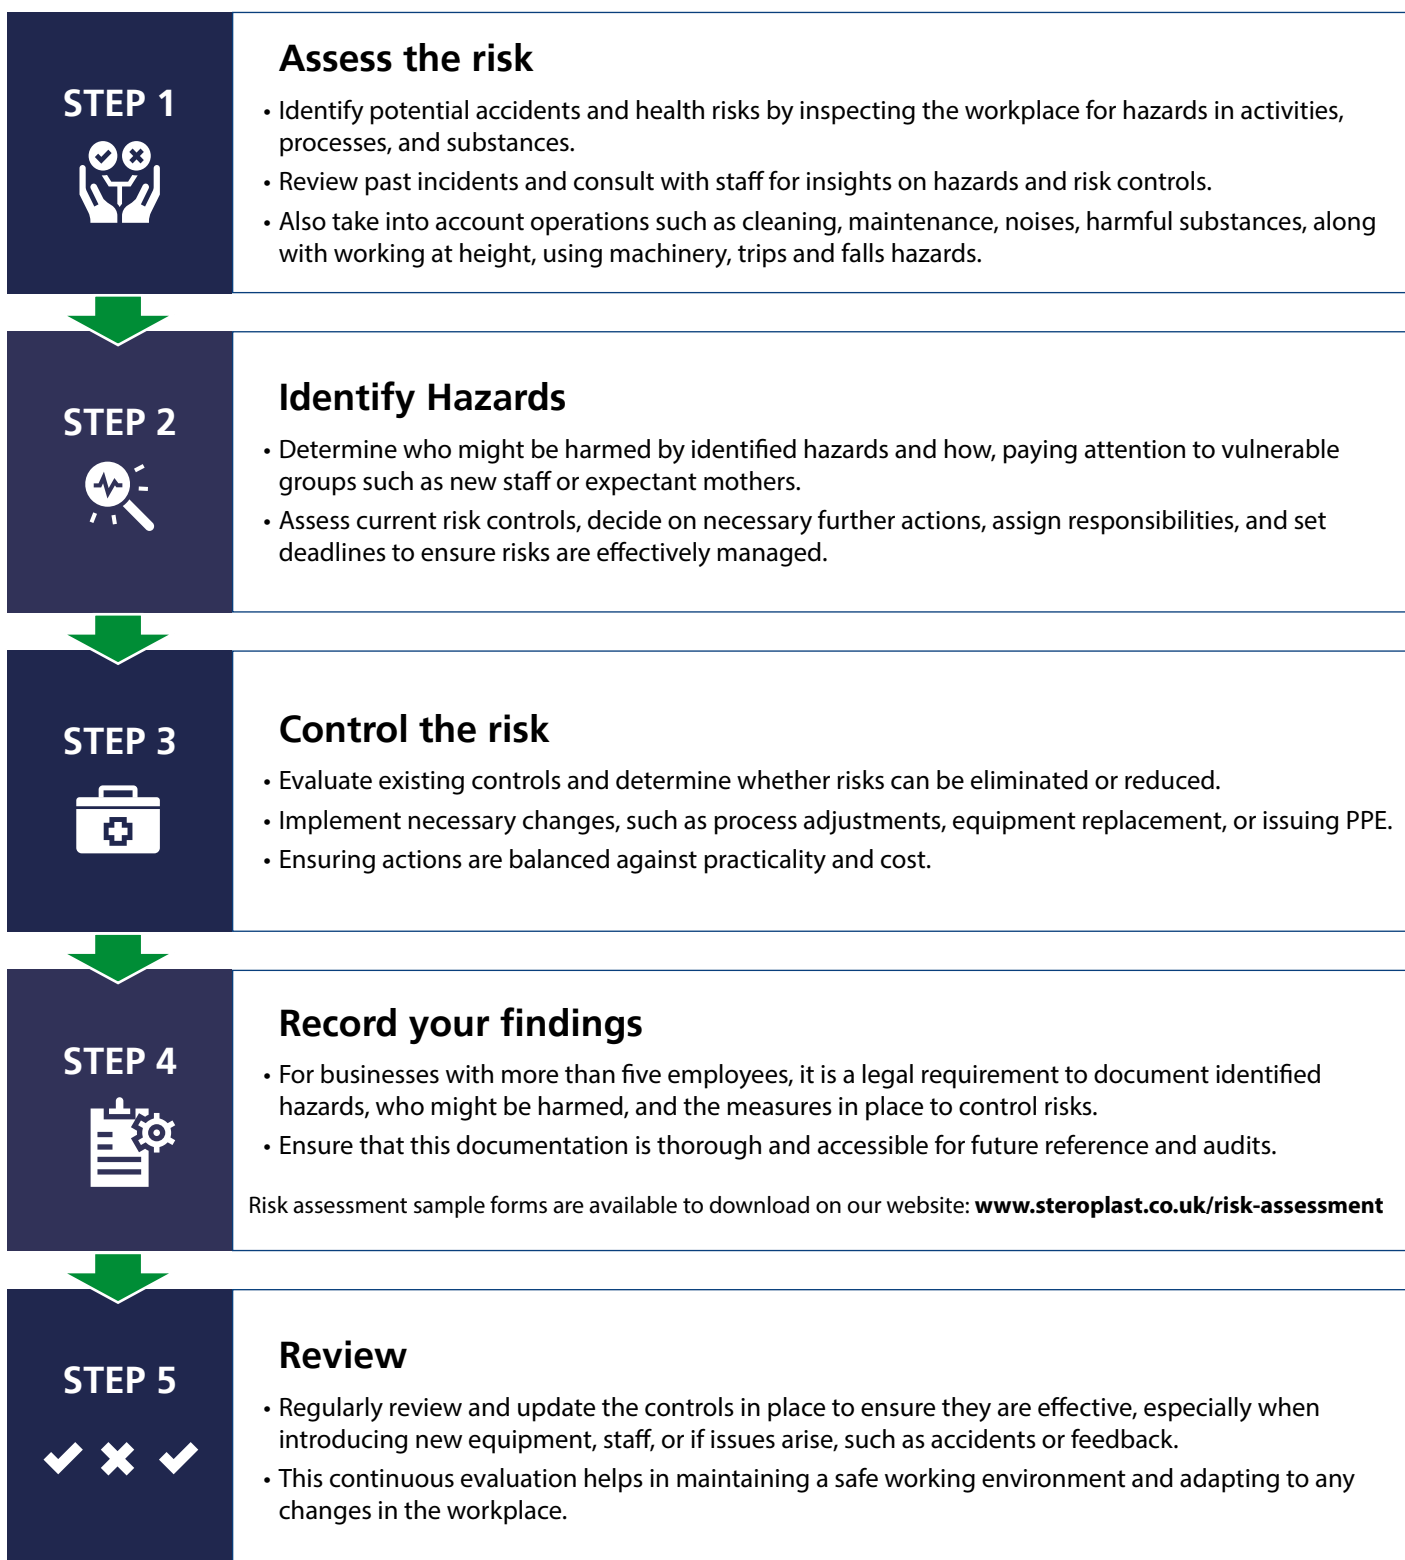 STEP 1
Assess the risk
• Identify potential accidents and health risks by inspecting the workplace for hazards in activities,
processes, and substances.
• Review past incidents and consult with staff for insights on hazards and risk controls.
• Also take into account operations such as cleaning, maintenance, noises, harmful substances, along
with working at height, using machinery, trips and falls hazards.
STEP 2
Identify Hazards
• Determine who might be harmed by identified hazards and how, paying attention to vulnerable
groups such as new staff or expectant mothers.
• Assess current risk controls, decide on necessary further actions, assign responsibilities, and set
deadlines to ensure risks are effectively managed.
STEP 3
Control the risk
• Evaluate existing controls and determine whether risks can be eliminated or reduced.
• Implement necessary changes, such as process adjustments, equipment replacement, or issuing PPE.
• Ensuring actions are balanced against practicality and cost.
STEP 4
Record your findings
• For businesses with more than five employees, it is a legal requirement to document identified
hazards, who might be harmed, and the measures in place to control risks.
• Ensure that this documentation is thorough and accessible for future reference and audits.
Risk assessment sample forms are available to download on our website: www.steroplast.co.uk/risk-assessment
STEP 5
Review
• Regularly review and update the controls in place to ensure they are effective, especially when
introducing new equipment, staff, or if issues arise, such as accidents or feedback.
• This continuous evaluation helps in maintaining a safe working environment and adapting to any
changes in the workplace.